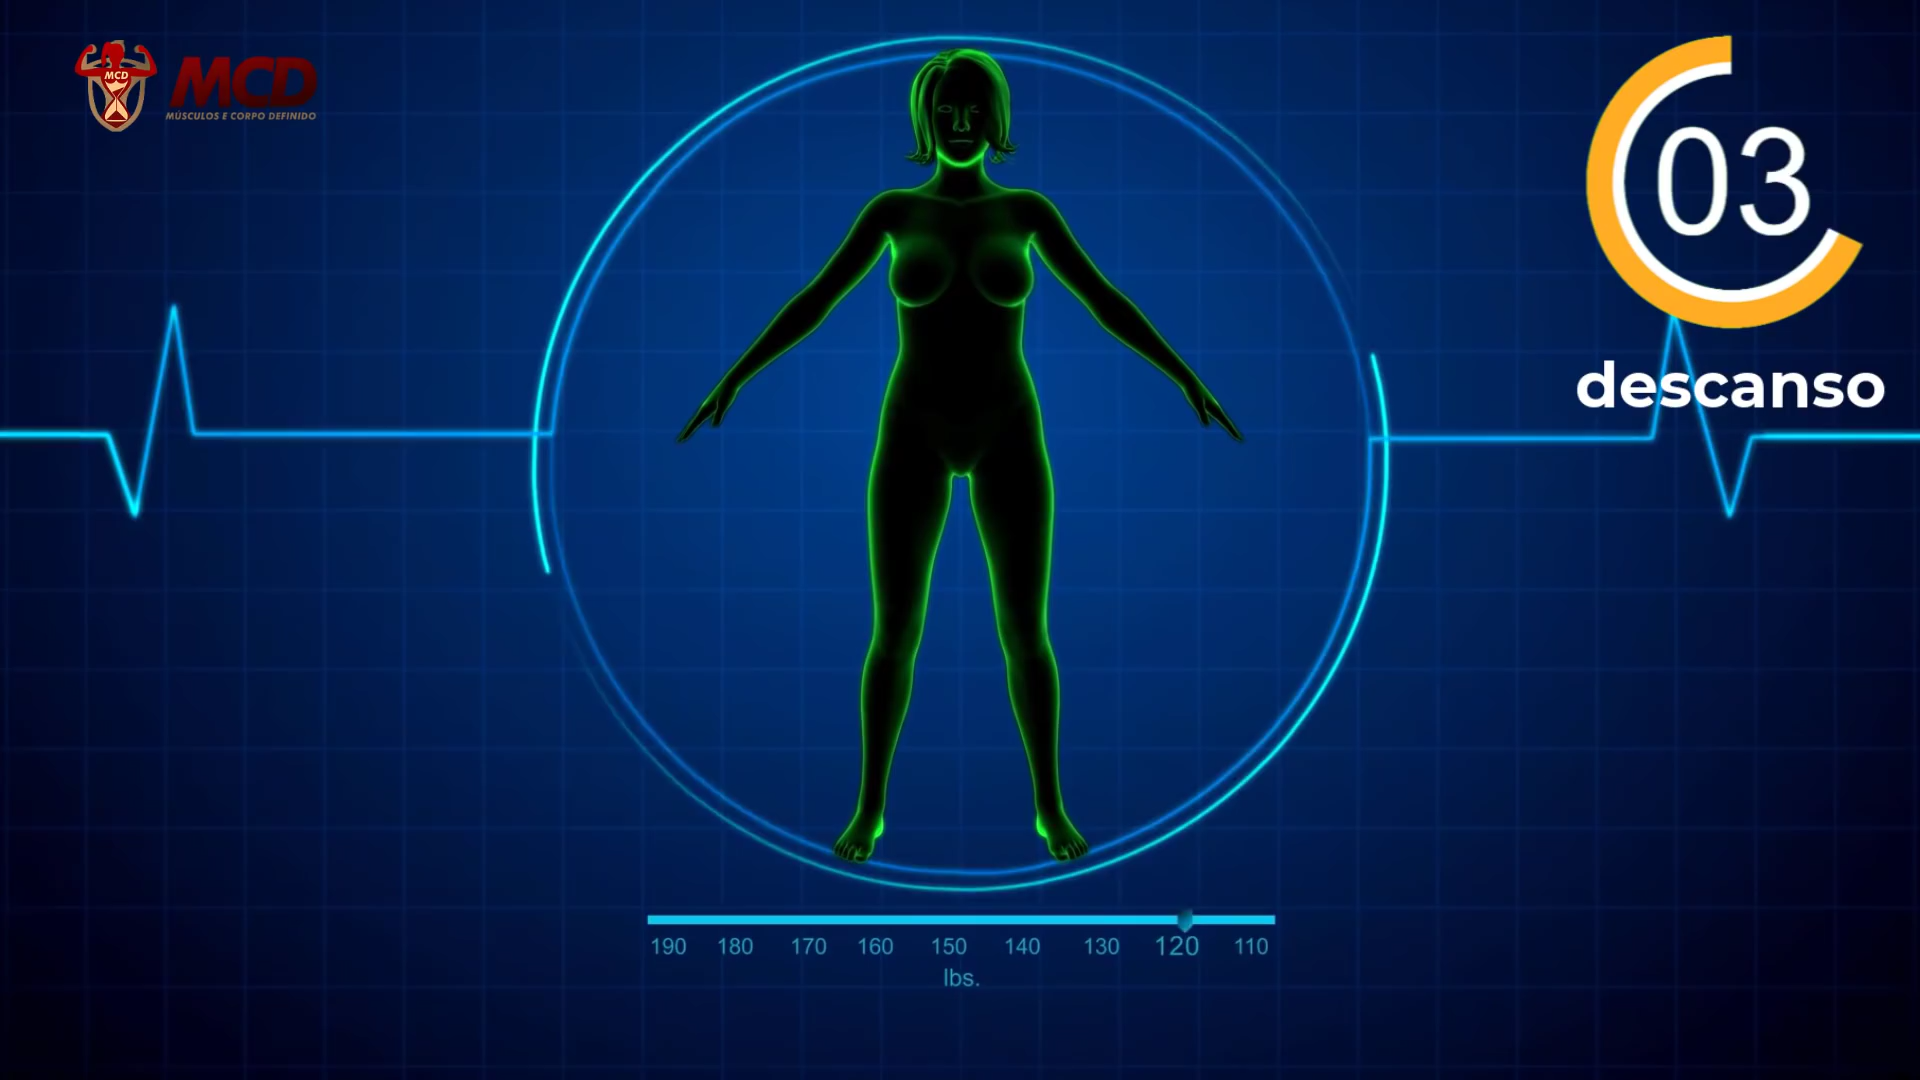 MCD
MCD
MÚSCULOS E CORPO DEFINIDO
03
descanso
190 180 170 160 150 140 130 120 110
lbs.